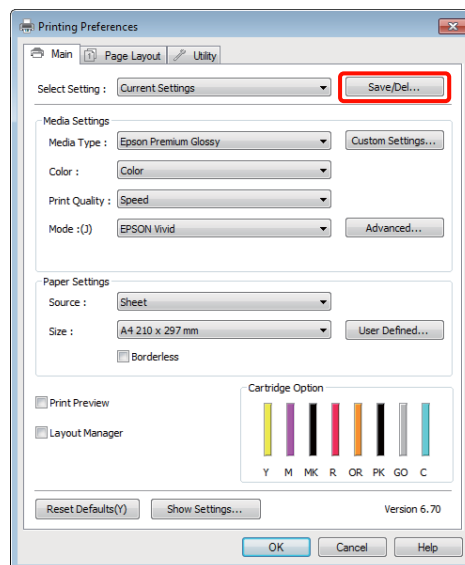 Printing Preferences
Main Page Layout Utility
Select Setting : Current Settings Save/Del...
Media Settings
Media Type : Epson Premium Glossy Custom Settings...
Color : Color
Print Quality : Speed
Mode :(J) EPSON Vivid Advanced...
Paper Settings
Source : Sheet
Size : A4 210 x 297 mm User Defined...
Borderless
Cartridge Option
Print Preview
Layout Manager
Y M MK R OR PK GO C
Reset Defaults(Y) Show Settings... Version 6.70
OK Cancel Help